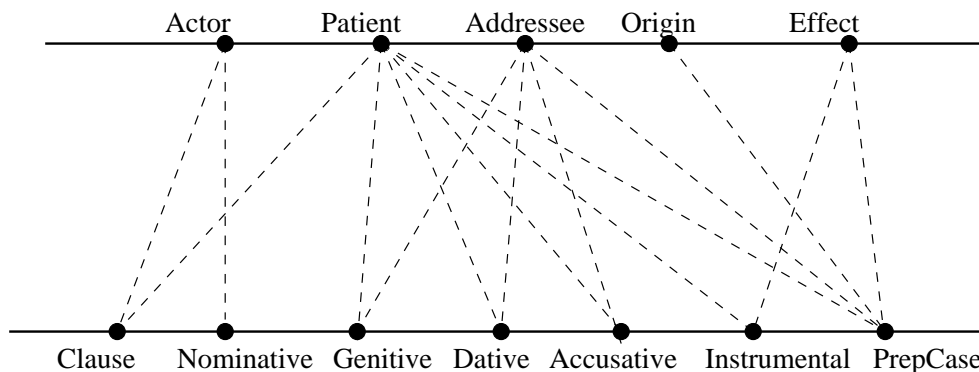 Actor Patient Addressee Origin Effect
Clause Nominative Genitive Dative Accusative Instrumental PrepCase